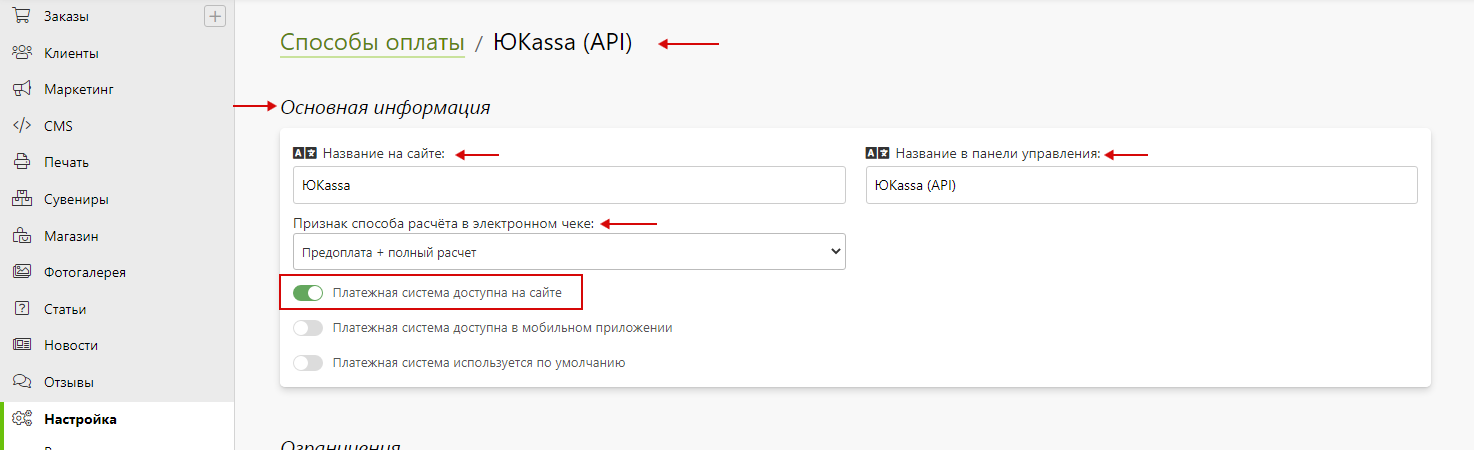 Заказы
Клиенты
Маркетинг
CMS
Печать
Сувениры
Магазин
Фотогалерея
Статьи
Новости
Отзывы
Настройка
Способы оплаты / ЮKassa (API)
Основная информация
Название на сайте:
ЮKassa
Название в панели управления:
ЮKassa (API)
Признак способа расчёта в электронном чеке:
Предоплата + полный расчет
Платежная система доступна на сайте
Платежная система доступна в мобильном приложении
Платежная система используется по умолчанию
Ограничения